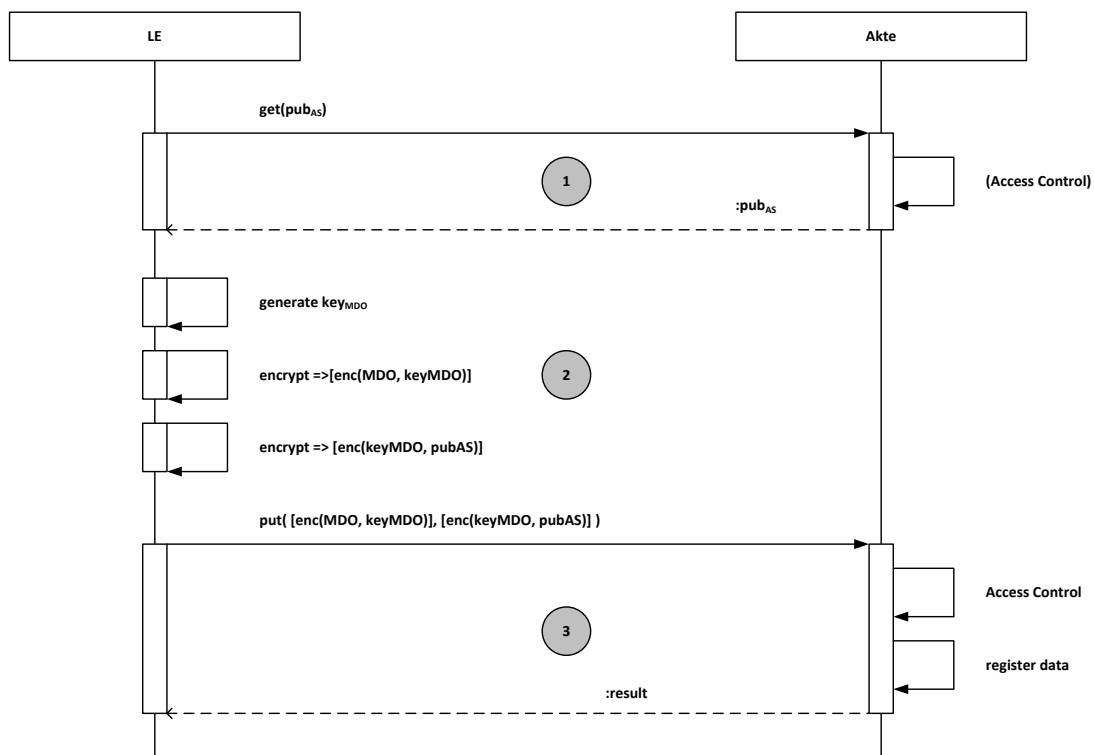 LE
Akte
get(pubAS)
1
(Access Control)
:pubAS
generate keyMDO
encrypt =>[enc(MDO, keyMDO)]
2
encrypt => [enc(keyMDO, pubAS)]
put( [enc(MDO, keyMDO)], [enc(keyMDO, pubAS)] )
Access Control
3
register data
:result